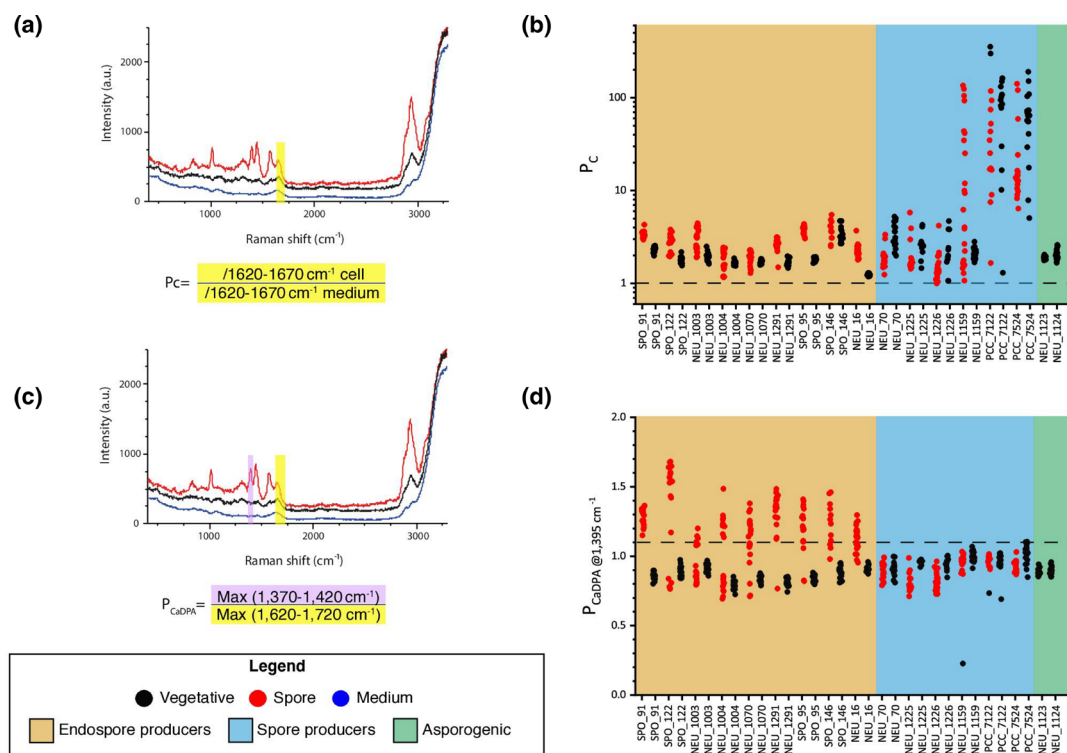 (a)
Intensity (a.u.)
2000
1000
500
0
1000
2000
3000
Raman shift (cm⁻¹)
Pc= /1620-1670 cm⁻¹ cell
/1620-1670 cm⁻¹ medium
(b)
P_C
100
10
1
SPO_91
SPO_91
SPO_122
SPO_122
NEU_1003
NEU_1003
NEU_1004
NEU_1004
NEU_1070
NEU_1070
NEU_1291
NEU_1291
SPO_95
SPO_95
SPO_146
SPO_146
NEU_16
NEU_16
NEU_70
NEU_70
NEU_1225
NEU_1225
NEU_1226
NEU_1226
NEU_1159
NEU_1159
PCC_7122
PCC_7122
PCC_7524
PCC_7524
NEU_1123
NEU_1124
(c)
Intensity (a.u.)
2000
1000
500
0
1000
2000
3000
Raman shift (cm⁻¹)
P_CaDPA= Max (1,370-1,420 cm⁻¹)
Max (1,620-1,720 cm⁻¹)
(d)
P_CaDPA @1,395 cm⁻¹
2.0
1.5
1.0
0.5
0.0
SPO_91
SPO_91
SPO_122
SPO_122
NEU_1003
NEU_1003
NEU_1004
NEU_1004
NEU_1070
NEU_1070
NEU_1291
NEU_1291
SPO_95
SPO_95
SPO_146
SPO_146
NEU_16
NEU_16
NEU_70
NEU_70
NEU_1225
NEU_1225
NEU_1226
NEU_1226
NEU_1159
NEU_1159
PCC_7122
PCC_7122
PCC_7524
PCC_7524
NEU_1123
NEU_1124
Legend
Vegetative Spore Medium
Endospore producers Spore producers Asporogenic